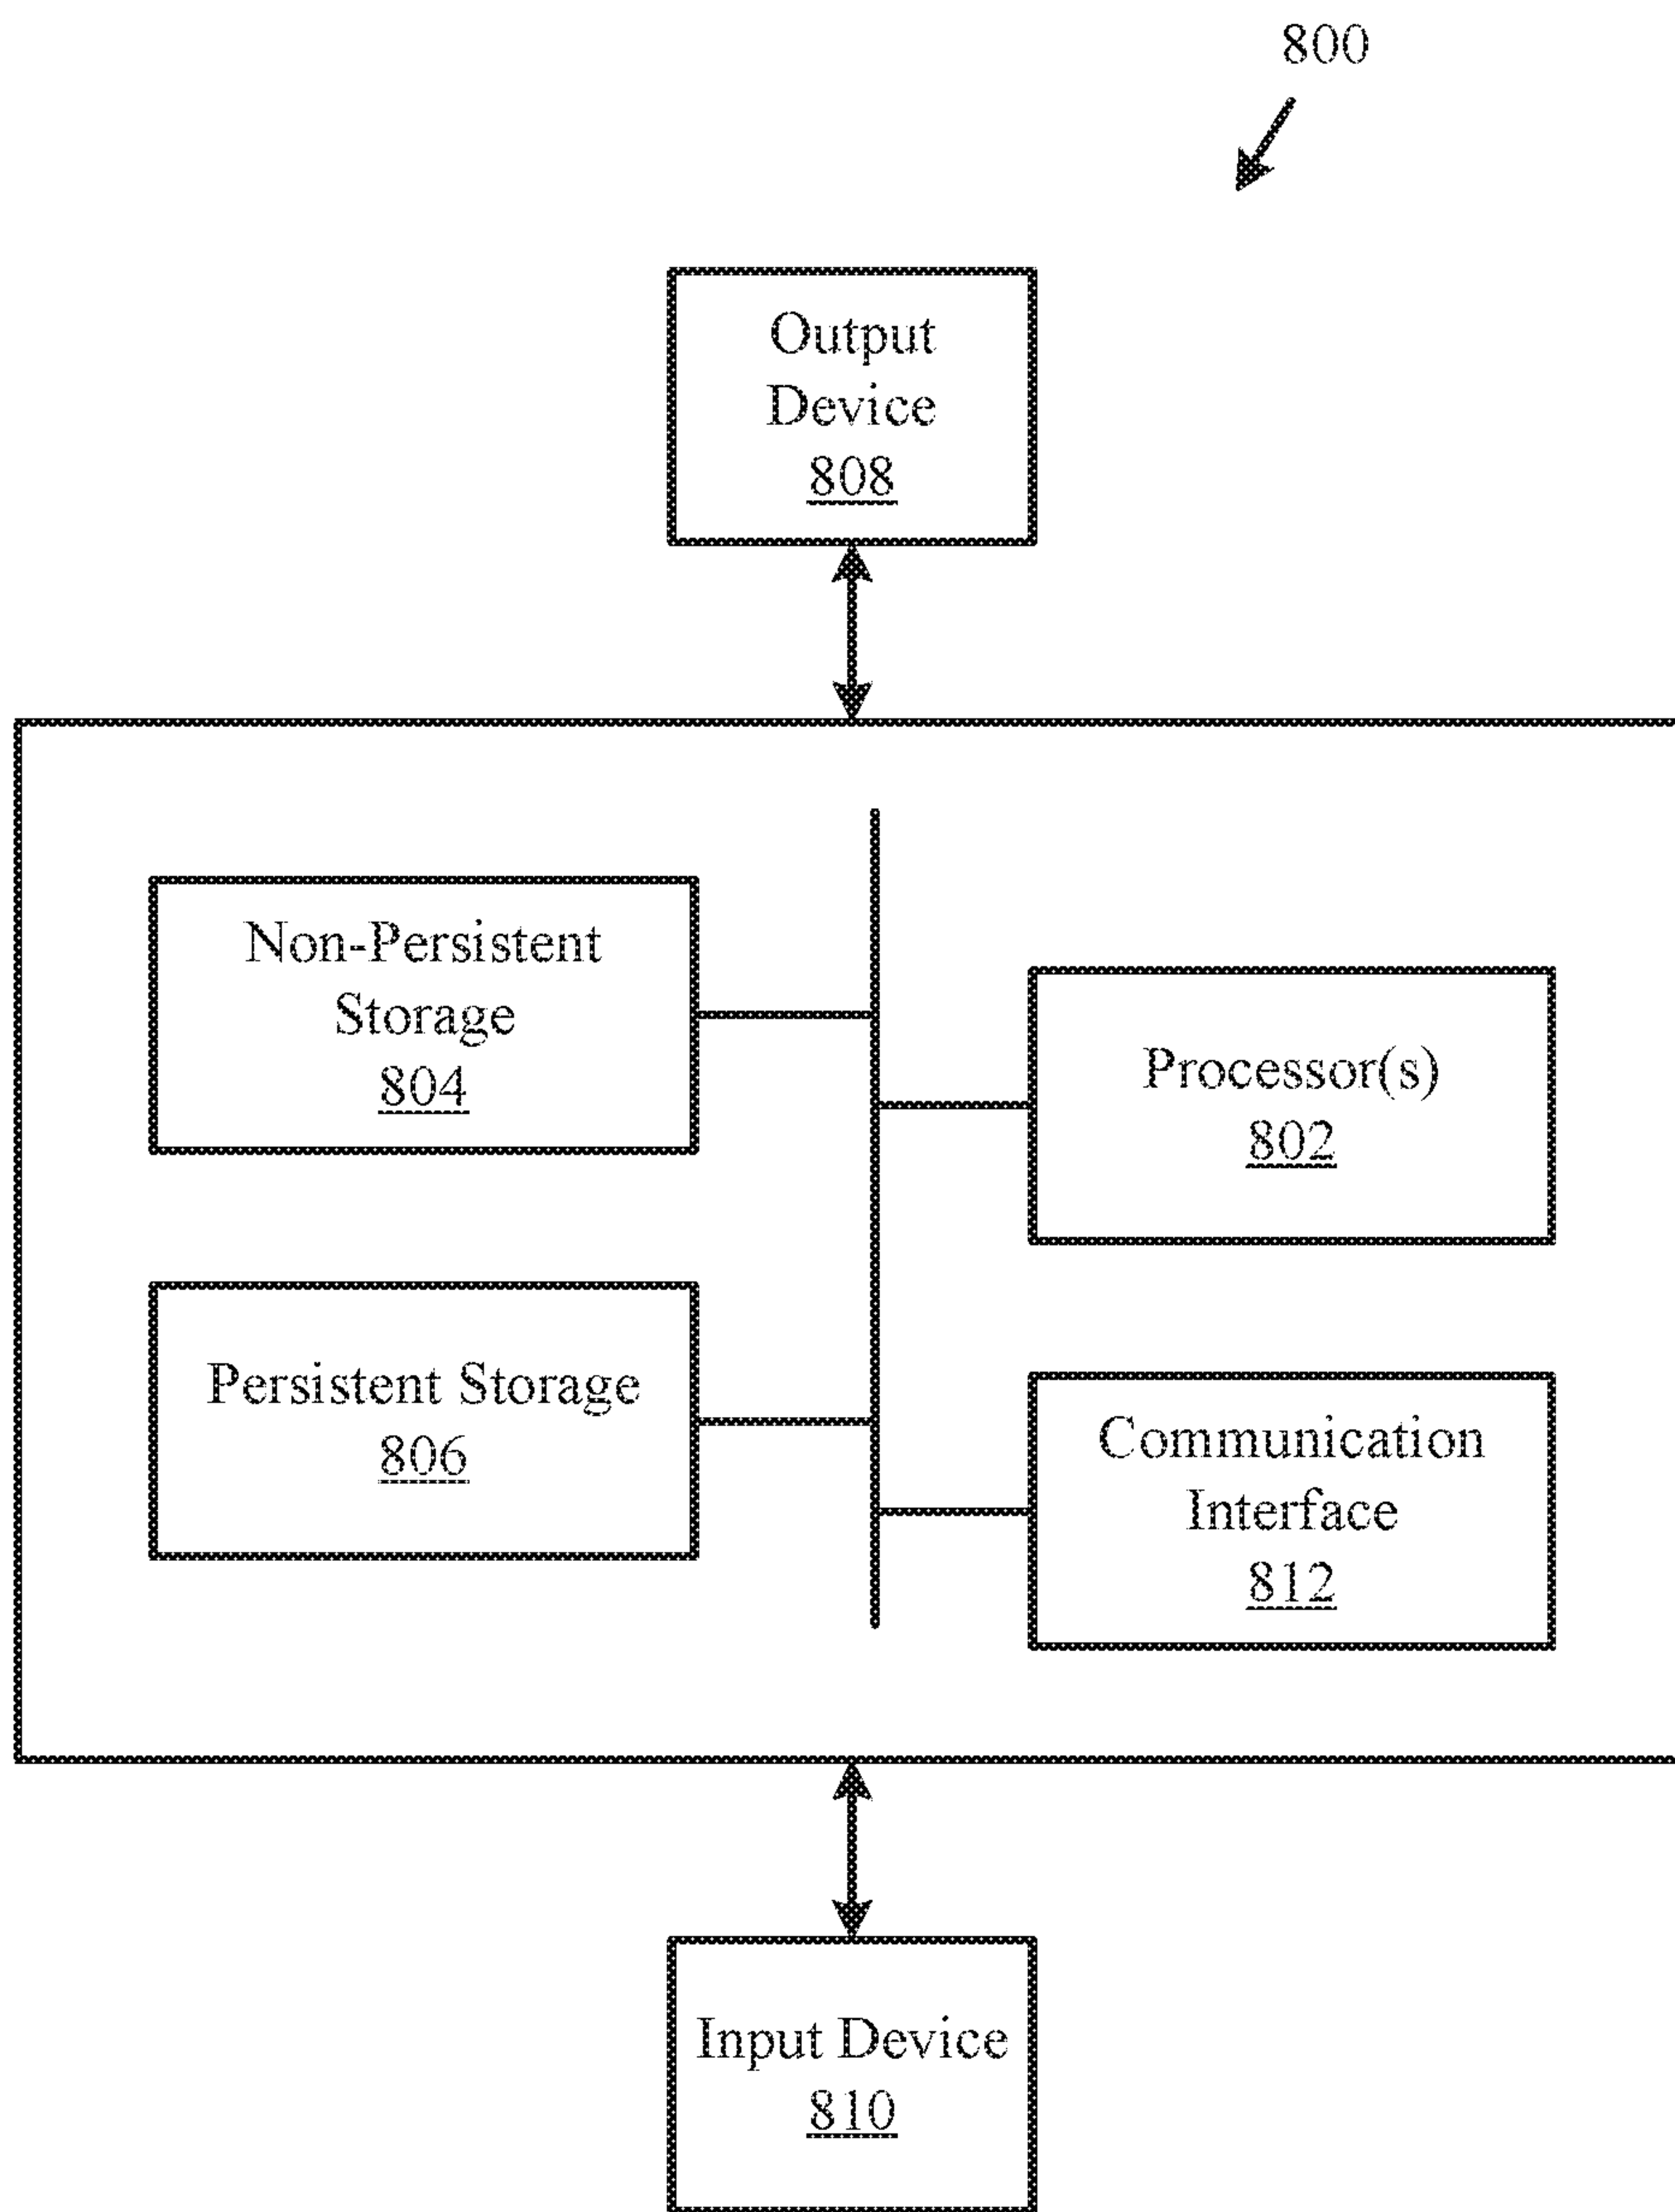 800
Output
Device
808
Non-Persistent
Storage
804
Processor(s)
802
Persistent Storage
806
Communication
Interface
812
Input Device
810